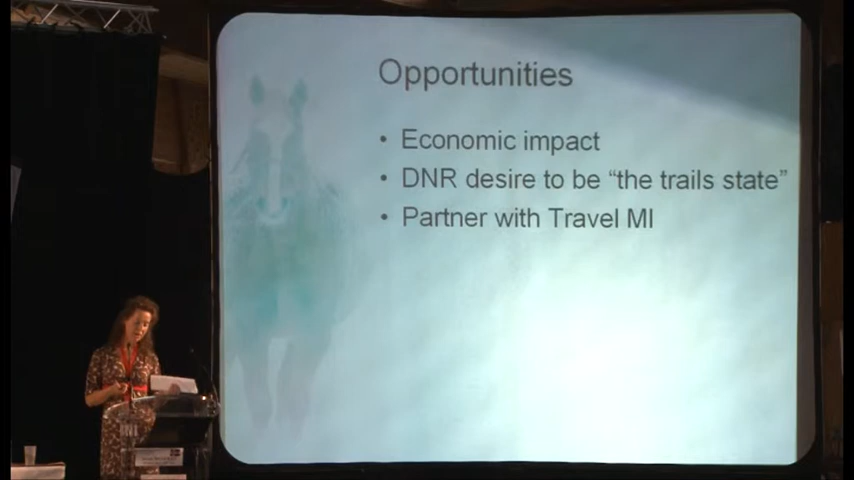 Opportunities
• Economic impact
• DNR desire to be “the trails state”
• Partner with Travel MI